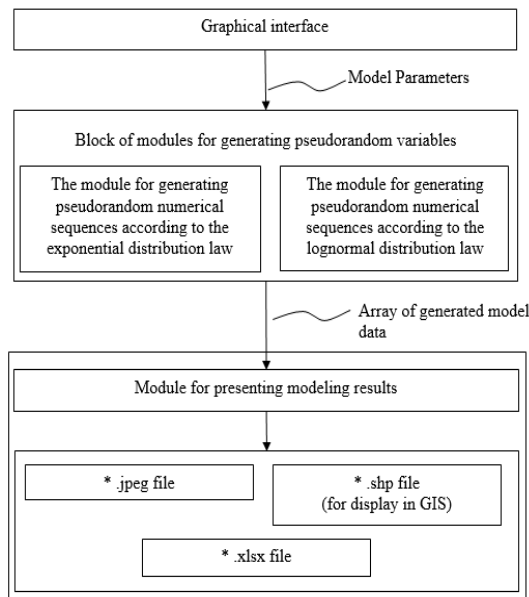 Graphical interface
Model Parameters
Block of modules for generating pseudorandom variables
The module for generating
pseudorandom numerical
sequences according to the
exponential distribution law
The module for generating
pseudorandom numerical
sequences according to the
lognormal distribution law
Array of generated model
data
Module for presenting modeling results
* .jpeg file
* .shp file
(for display in GIS)
* .xlsx file